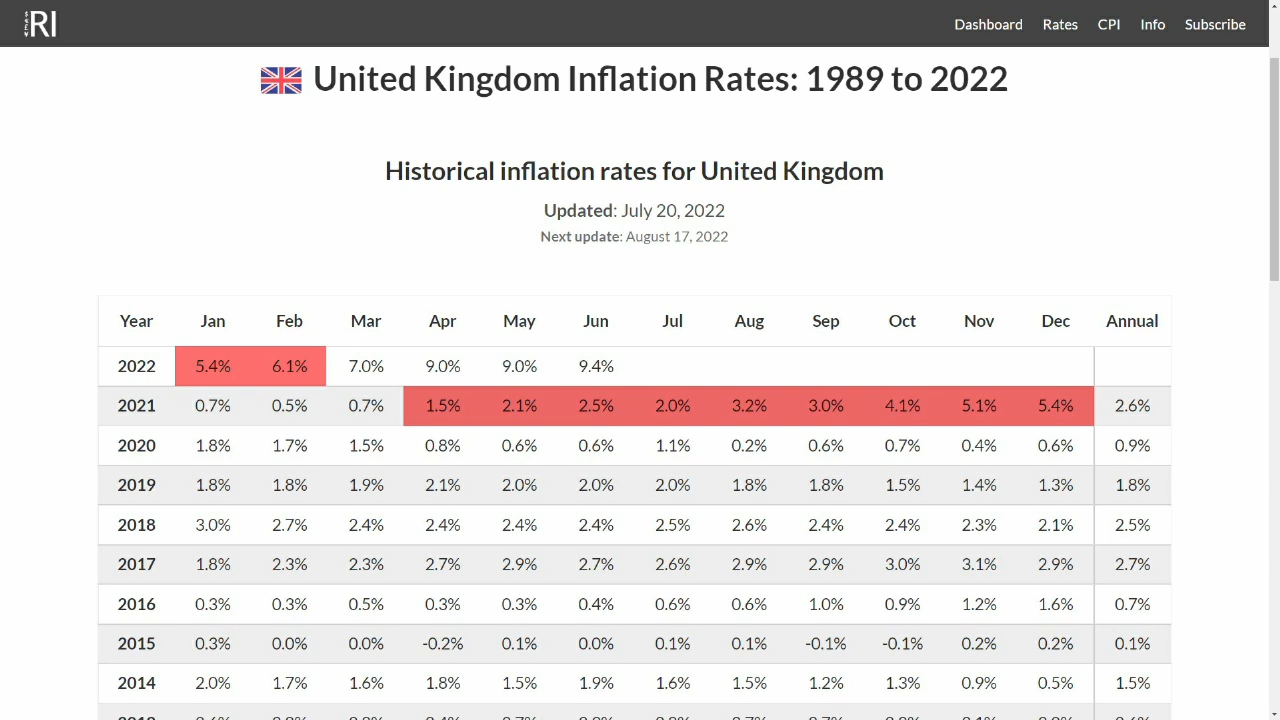 RI Dashboard Rates CPI Info Subscribe
United Kingdom Inflation Rates: 1989 to 2022
Historical inflation rates for United Kingdom
Updated: July 20, 2022
Next update: August 17, 2022
Year Jan Feb Mar Apr May Jun Jul Aug Sep Oct Nov Dec Annual
2022 5.4% 6.1% 7.0% 9.0% 9.0% 9.4%
2021 0.7% 0.5% 0.7% 1.5% 2.1% 2.5% 2.0% 3.2% 3.0% 4.1% 5.1% 5.4% 2.6%
2020 1.8% 1.7% 1.5% 0.8% 0.6% 0.6% 1.1% 0.2% 0.6% 0.7% 0.4% 0.6% 0.9%
2019 1.8% 1.8% 1.9% 2.1% 2.0% 2.0% 2.0% 1.8% 1.8% 1.5% 1.4% 1.3% 1.8%
2018 3.0% 2.7% 2.4% 2.4% 2.4% 2.4% 2.5% 2.6% 2.4% 2.4% 2.3% 2.1% 2.5%
2017 1.8% 2.3% 2.3% 2.7% 2.9% 2.7% 2.6% 2.9% 2.9% 3.0% 3.1% 2.9% 2.7%
2016 0.3% 0.3% 0.5% 0.3% 0.3% 0.4% 0.6% 0.6% 1.0% 0.9% 1.2% 1.6% 0.7%
2015 0.3% 0.0% 0.0% -0.2% 0.1% 0.0% 0.1% 0.1% -0.1% -0.1% 0.2% 0.2% 0.1%
2014 2.0% 1.7% 1.6% 1.8% 1.5% 1.9% 1.6% 1.5% 1.2% 1.3% 0.9% 0.5% 1.5%